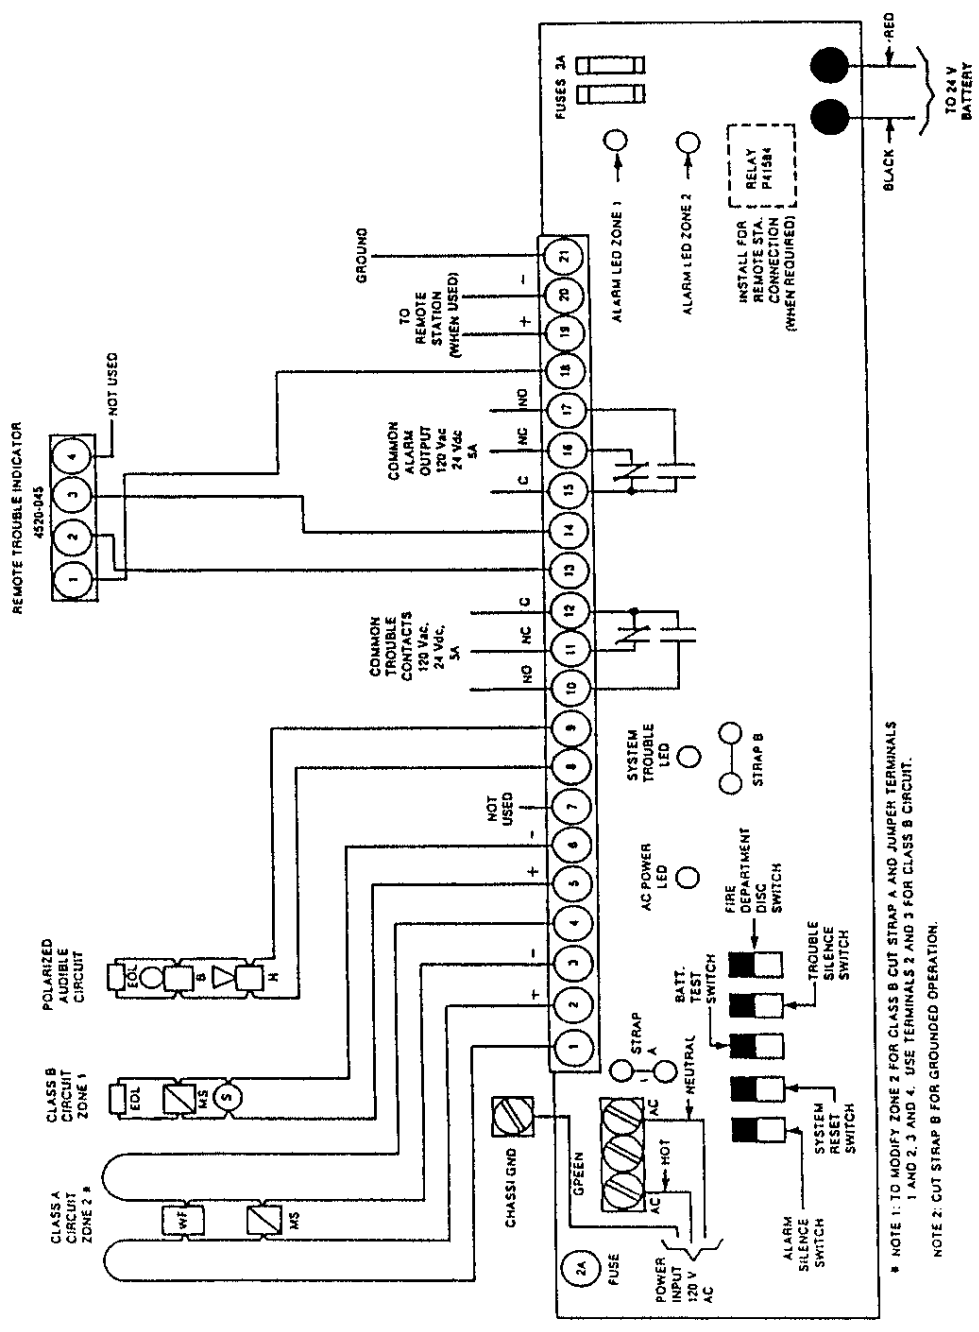 REMOTE TROUBLE INDICATOR
4520-045
1
2
3
4
NOT USED
POLARIZED
AUDIBLE
CIRCUIT
EOL
B
H
CLASS B
CIRCUIT
ZONE 1
EOL
MS
S
CLASS A
CIRCUIT
ZONE 2 *
WF
MS
COMMON
TROUBLE
CONTACTS
120 Vac,
24 Vdc,
5A
NO
NC
C
COMMON
ALARM
OUTPUT
120 Vac
24 Vdc
5A
C
NC
NO
TO
REMOTE
STATION
(WHEN USED)
+
-
GROUND
+
-
+
-
NOT
USED
1
2
3
4
5
6
7
8
9
10
11
12
13
14
15
16
17
18
19
20
21
CHASSI GND
GREEN
2A
FUSE
POWER
INPUT
120 V
AC
AC
HOT
AC
NEUTRAL
STRAP
A
AC POWER
LED
SYSTEM
TROUBLE
LED
STRAP B
ALARM LED ZONE 1
ALARM LED ZONE 2
FUSES 3A
RELAY
P41584
INSTALL FOR
REMOTE STA.
CONNECTION
(WHEN REQUIRED)
RED
BLACK
TO 24 V
BATTERY
ALARM
SILENCE
SWITCH
SYSTEM
RESET
SWITCH
BATT.
TEST
SWITCH
TROUBLE
SILENCE
SWITCH
FIRE
DEPARTMENT
DISC
SWITCH
* NOTE 1: TO MODIFY ZONE 2 FOR CLASS B CUT STRAP A AND JUMPER TERMINALS
1 AND 2, 3 AND 4. USE TERMINALS 2 AND 3 FOR CLASS B CIRCUIT.
NOTE 2: CUT STRAP B FOR GROUNDED OPERATION.